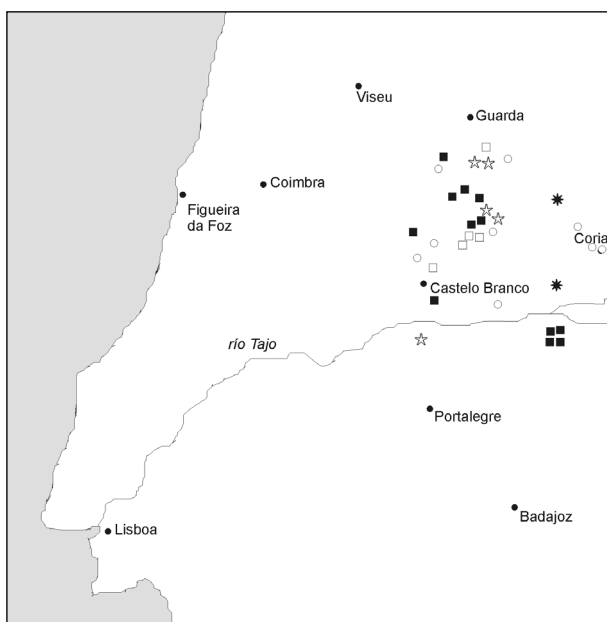 Viseu
Guarda
Coimbra
Figueira
da Foz
Coria
Castelo Branco
río Tajo
Portalegre
Badajoz
Lisboa